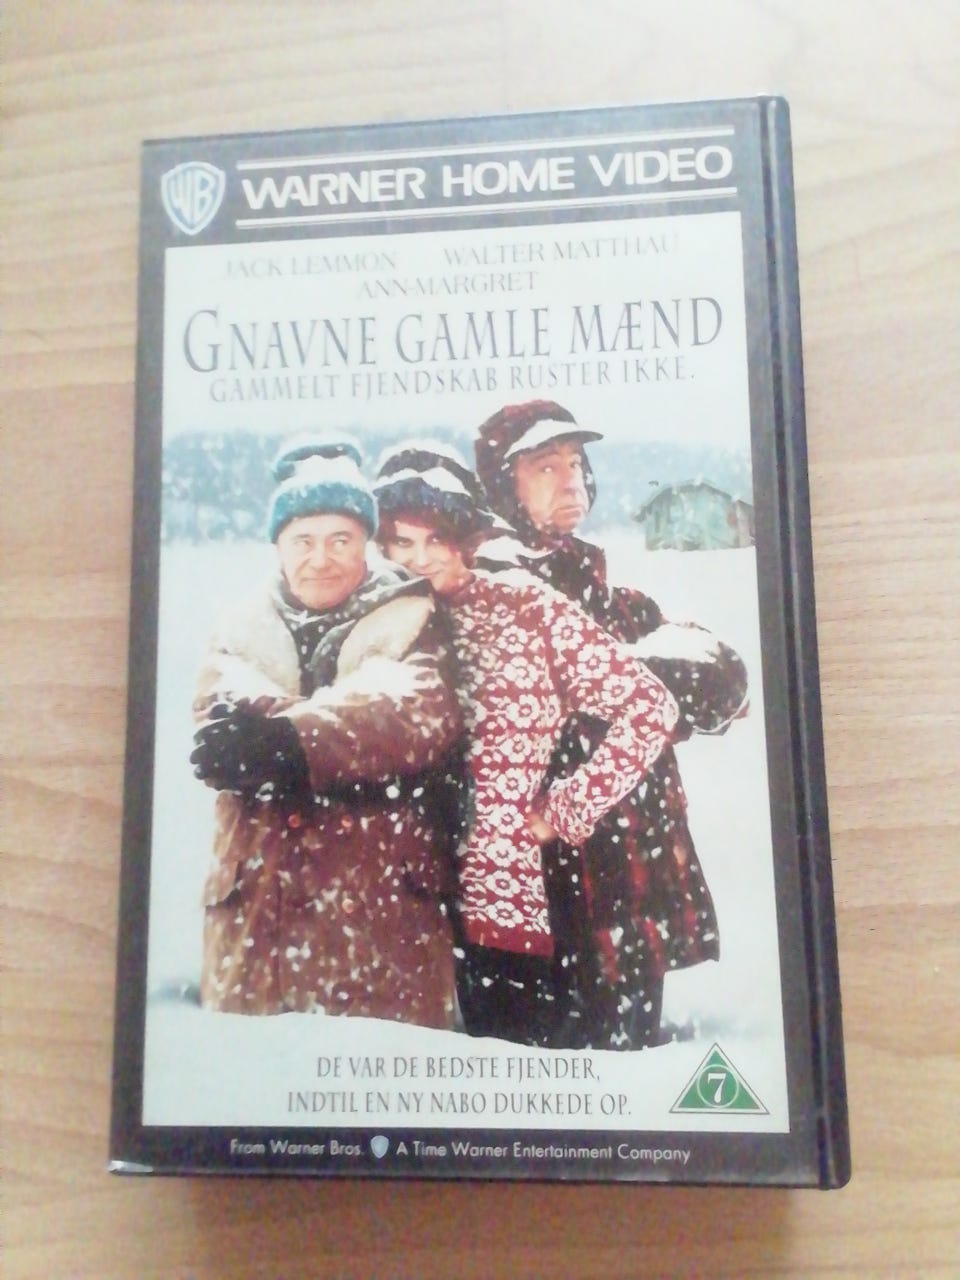 WB
WARNER HOME VIDEO
JACK LEMMON WALTER MATTHAU
ANN-MARGRET
GNAVNE GAMLE MÆND
GAMMELT FJENDSKAB RUSTER IKKE.
DE VAR DE BEDSTE FJENDER,
INDTIL EN NY NABO DUKKEDE OP.
7
From Warner Bros. A Time Warner Entertainment Company